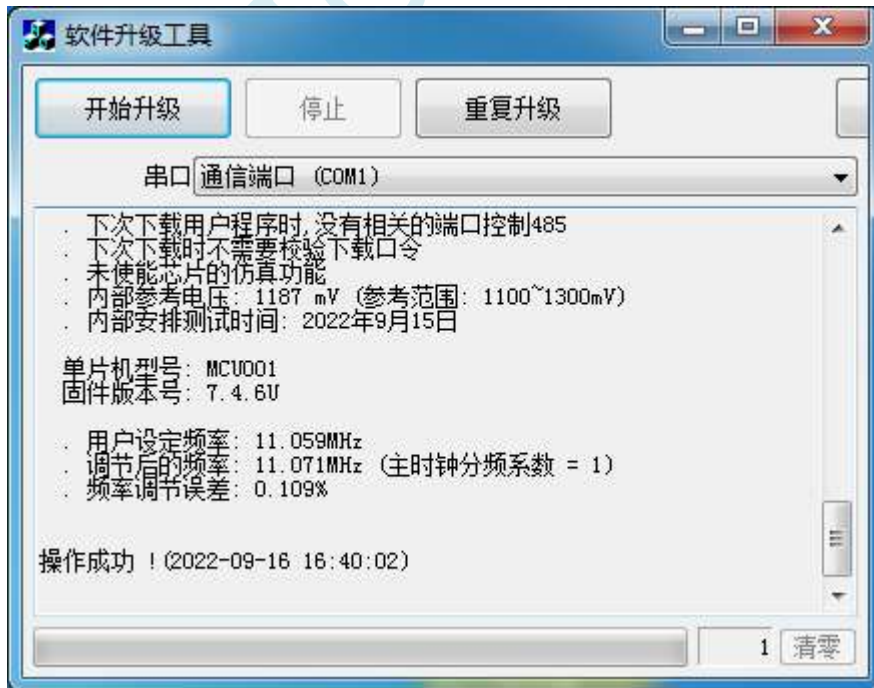 软件升级工具
开始升级 停止 重复升级
串口 通信端口 (COM1)
. 下次下载用户程序时,没有相关的端口控制485
. 下次下载时不需要校验下载口令
. 未使能芯片的仿真功能
. 内部参考电压: 1187 mV (参考范围: 1100~1300mV)
. 内部安排测试时间: 2022年9月15日
单片机型号: MCU001
固件版本号: 7.4.6U
. 用户设定频率: 11.059MHz
. 调节后的频率: 11.071MHz (主时钟分频系数 = 1)
. 频率调节误差: 0.109%
操作成功 !(2022-09-16 16:40:02)
1 清零